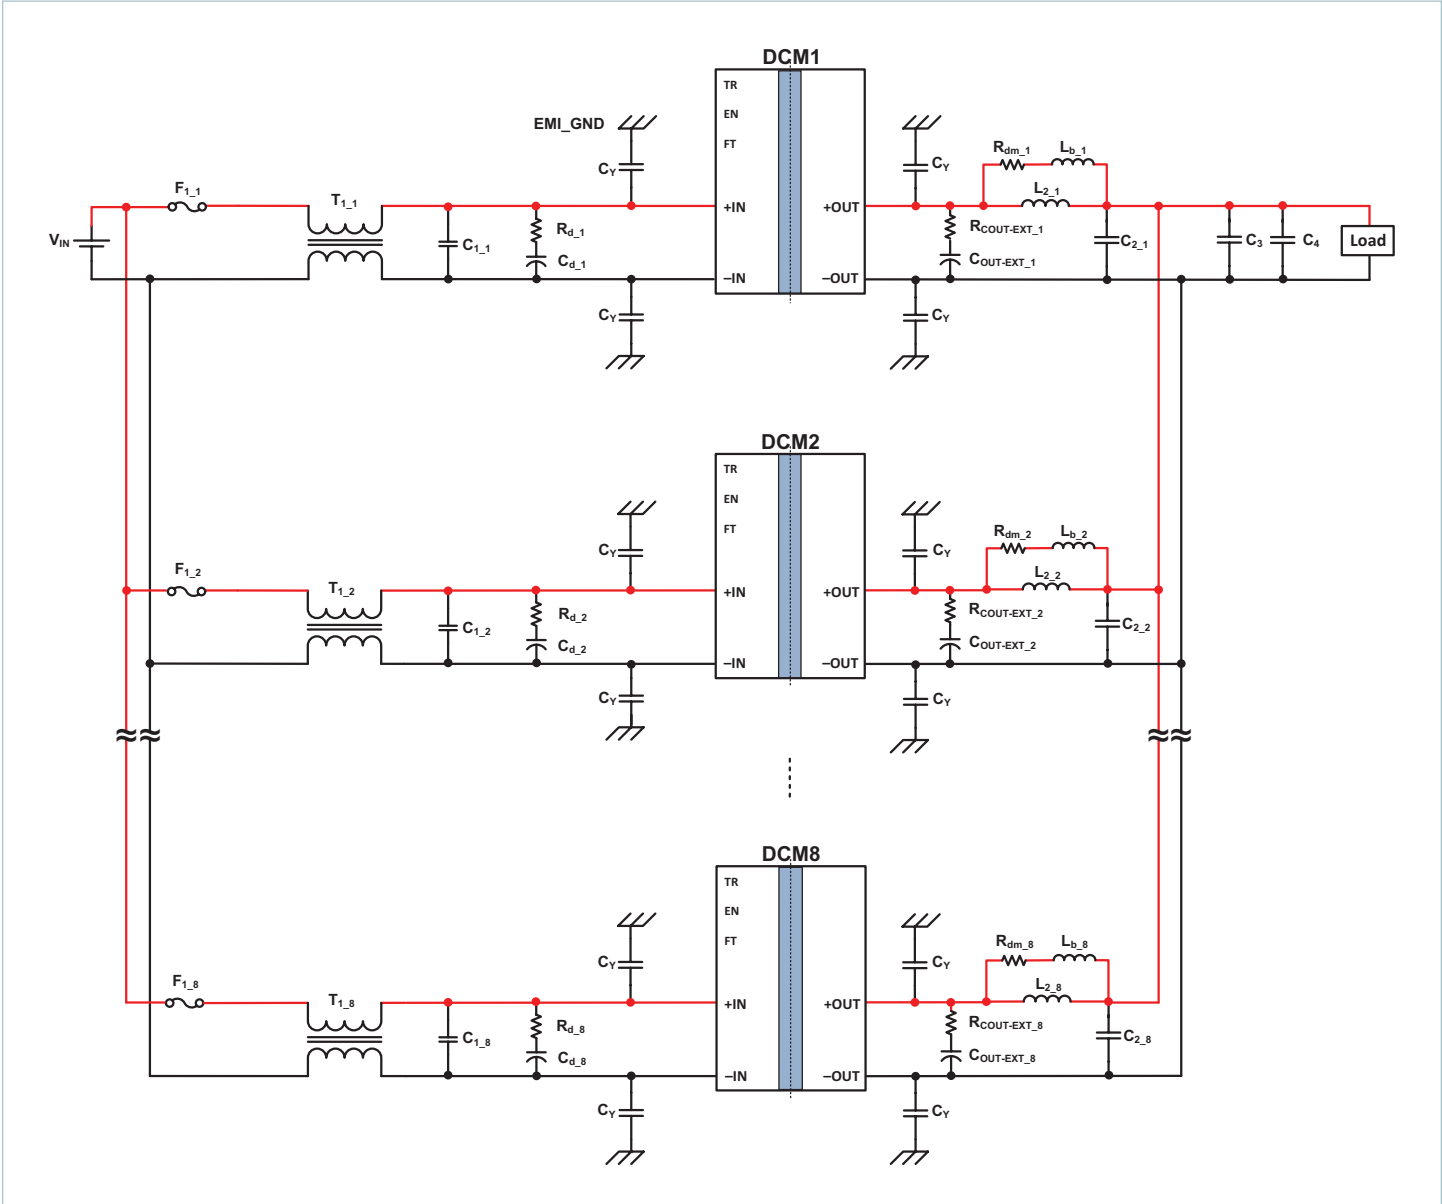 DCM1
TR
EN
EMI_GND
FT
CY
CY
Rdm_1
Lb_1
F1_1
T1_1
L2_1
VIN
+IN
+OUT
Rd_1
RCOUT-EXT_1
C1_1
C2_1
C3
C4
Load
Cd_1
COUT-EXT_1
–IN
–OUT
CY
CY
DCM2
TR
EN
FT
CY
CY
Rdm_2
Lb_2
F1_2
T1_2
L2_2
+IN
+OUT
Rd_2
RCOUT-EXT_2
C1_2
C2_2
Cd_2
COUT-EXT_2
–IN
–OUT
CY
CY
DCM8
TR
EN
FT
CY
CY
Rdm_8
Lb_8
F1_8
T1_8
L2_8
+IN
+OUT
Rd_8
RCOUT-EXT_8
C1_8
C2_8
Cd_8
COUT-EXT_8
–IN
–OUT
CY
CY